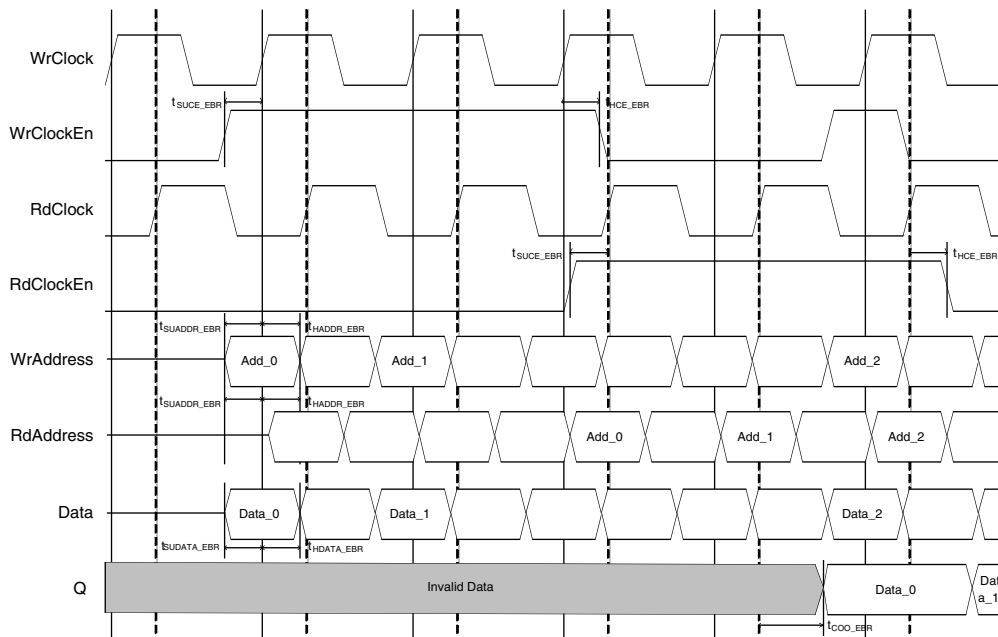 WrClock
tSUCE_EBR
tHCE_EBR
WrClockEn
RdClock
tSUCE_EBR
tHCE_EBR
RdClockEn
tSUADDR_EBR
tHADDR_EBR
WrAddress
Add_0
Add_1
Add_2
tSUADDR_EBR
tHADDR_EBR
RdAddress
Add_0
Add_1
Add_2
Data
Data_0
Data_1
Data_2
tSUDATA_EBR
tHDATA_EBR
Q
Invalid Data
Data_0
Dat
a_1
tCOO_EBR